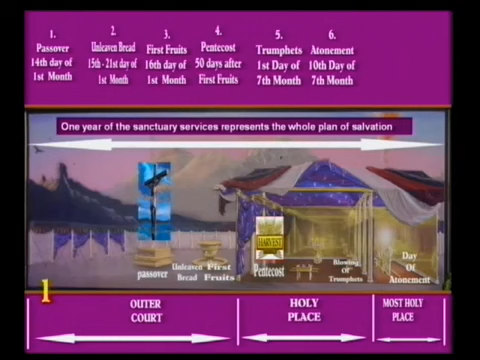 1.
Passover
14th day of
1st Month
2.
Unleaven Bread
15th - 21st day of
1st Month
3.
First Fruits
16th day of
1st Month
4.
Pentecost
50 days after
First Fruits
5.
Trumphets
1st Day of
7th Month
6.
Atonement
10th Day of
7th Month
One year of the sanctuary services represents the whole plan of salvation
passover
Unleaven
Bread
First
Fruits
HARVEST
Pentecost
Blowing
Of
Trumphets
Day
Of
Atonement
1
OUTER
COURT
HOLY
PLACE
MOST HOLY
PLACE